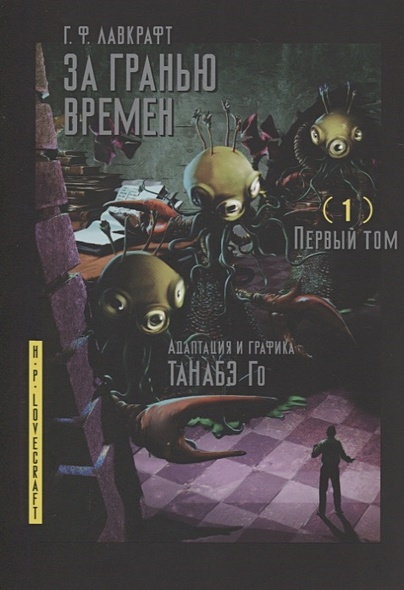 Г. Ф. ЛАВКРАФТ
ЗА ГРАНЬЮ
ВРЕМЕН
(1)
ПЕРВЫЙ ТОМ
АДАПТАЦИЯ И ГРАФИКА
ТАНАБЭ ГО
H·P·LOVECRAFT